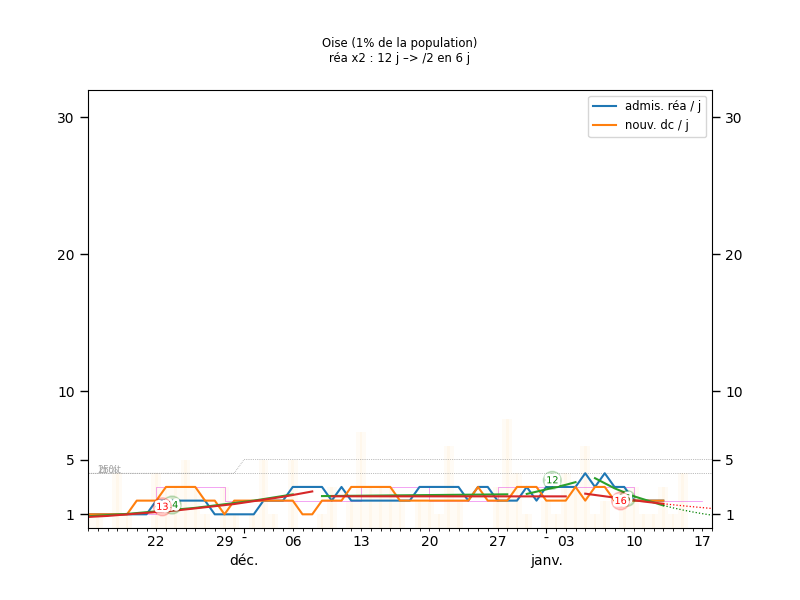 Oise (1% de la population)
réa x2 : 12 j –> /2 en 6 j
admis. réa / j
nouv. dc / j
30 30
20 20
10 10
5 5
1 1
12
13 4
16
22 29 - 06 13 20 27 - 03 10 17
déc. janv.